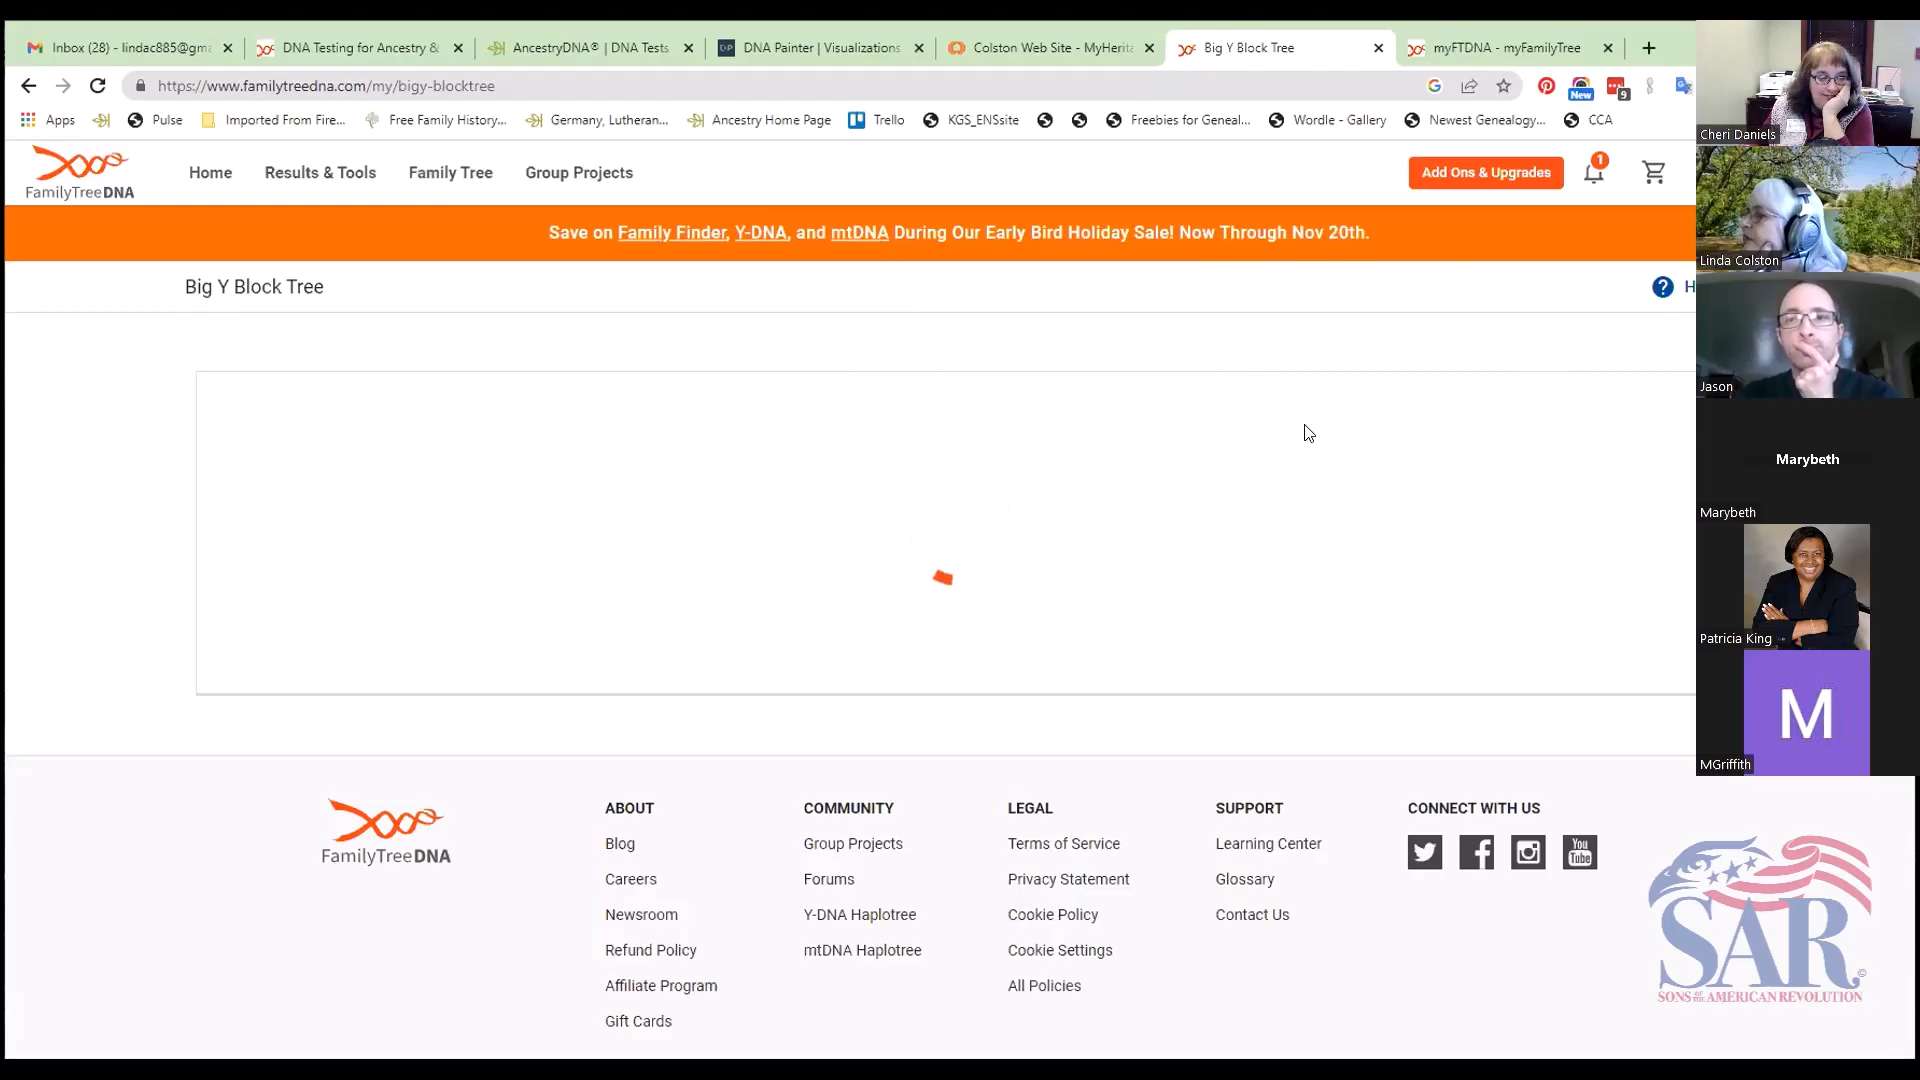 Inbox (28) - lindac885@gma
DNA Testing for Ancestry &
AncestryDNA® | DNA Tests
DNA Painter | Visualizations
Colston Web Site - MyHerita
Big Y Block Tree
myFTDNA - myFamilyTree
https://www.familytreedna.com/my/bigy-blocktree
New
9
Apps
Pulse
Imported From Fire...
Free Family History...
Germany, Lutheran...
Ancestry Home Page
Trello
KGS_ENSsite
Freebies for Geneal...
Wordle - Gallery
Newest Genealogy...
CCA
FamilyTreeDNA
Home
Results & Tools
Family Tree
Group Projects
Add Ons & Upgrades
1
Save on Family Finder, Y-DNA, and mtDNA During Our Early Bird Holiday Sale! Now Through Nov 20th.
Big Y Block Tree
? H
Cheri Daniels
Linda Colston
Jason
Marybeth
Marybeth
Patricia King
M
MGriffith
FamilyTreeDNA
ABOUT
Blog
Careers
Newsroom
Refund Policy
Affiliate Program
Gift Cards
COMMUNITY
Group Projects
Forums
Y-DNA Haplotree
mtDNA Haplotree
LEGAL
Terms of Service
Privacy Statement
Cookie Policy
Cookie Settings
All Policies
SUPPORT
Learning Center
Glossary
Contact Us
CONNECT WITH US
You
Tube
SAR
©
SONS OF THE AMERICAN REVOLUTION